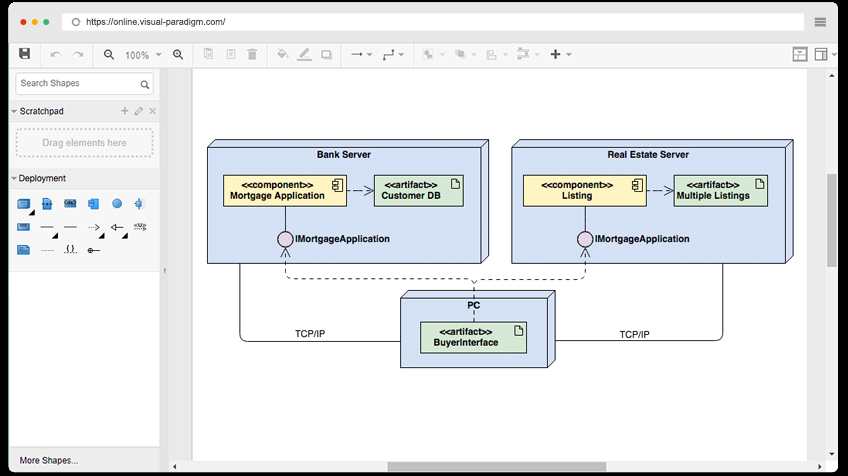 https://online.visual-paradigm.com/
100%
Search Shapes
Scratchpad
Drag elements here
Deployment
More Shapes...
Bank Server
<<component>>
Mortgage Application
<<artifact>>
Customer DB
IMortgageApplication
Real Estate Server
<<component>>
Listing
<<artifact>>
Multiple Listings
IMortgageApplication
PC
<<artifact>>
BuyerInterface
TCP/IP
TCP/IP